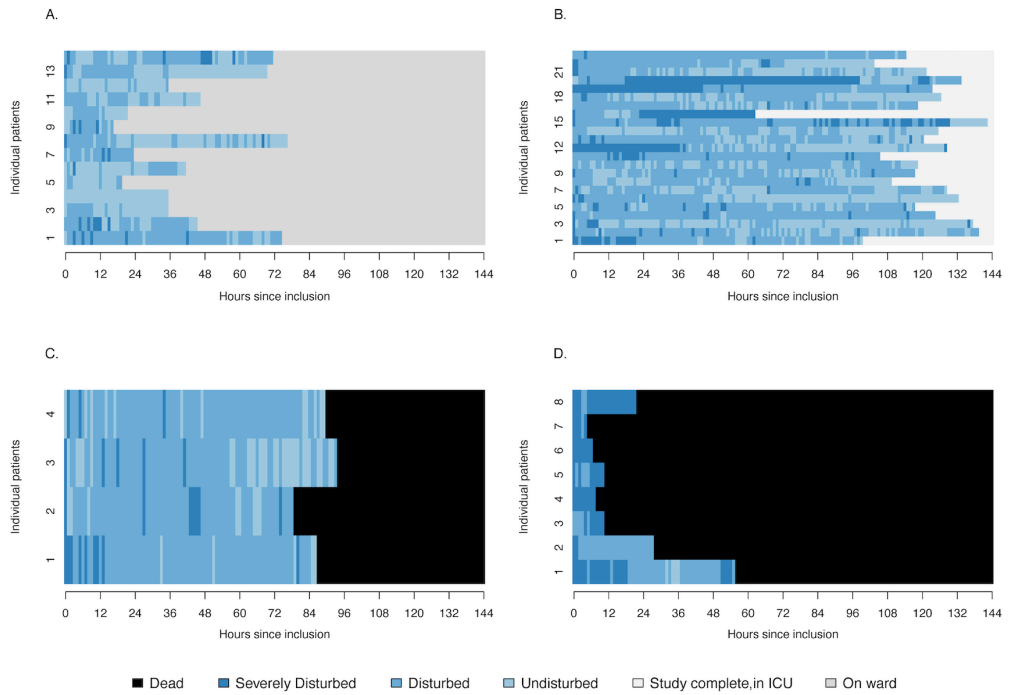 A.
B.
Individual patients
1 3 5 7 9 11 13
0 12 24 36 48 60 72 84 96 108 120 132 144
Hours since inclusion
Individual patients
1 3 5 7 9 12 15 18 21
0 12 24 36 48 60 72 84 96 108 120 132 144
Hours since inclusion
C.
D.
Individual patients
1 2 3 4
0 12 24 36 48 60 72 84 96 108 120 132 144
Hours since inclusion
Individual patients
1 2 3 4 5 6 7 8
0 12 24 36 48 60 72 84 96 108 120 132 144
Hours since inclusion
Dead Severely Disturbed Disturbed Undisturbed Study complete,in ICU On ward